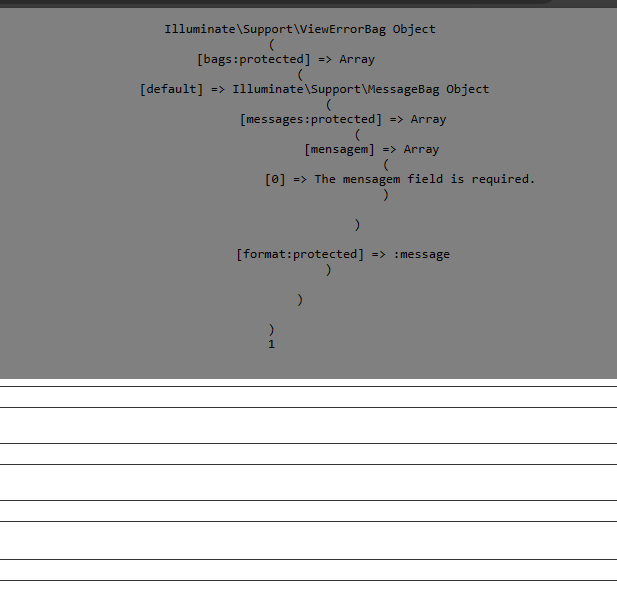 Illuminate\Support\ViewErrorBag Object
(
[bags:protected] => Array
(
[default] => Illuminate\Support\MessageBag Object
(
[messages:protected] => Array
(
[mensagem] => Array
(
[0] => The mensagem field is required.
)
)
[format:protected] => :message
)
)
)
1